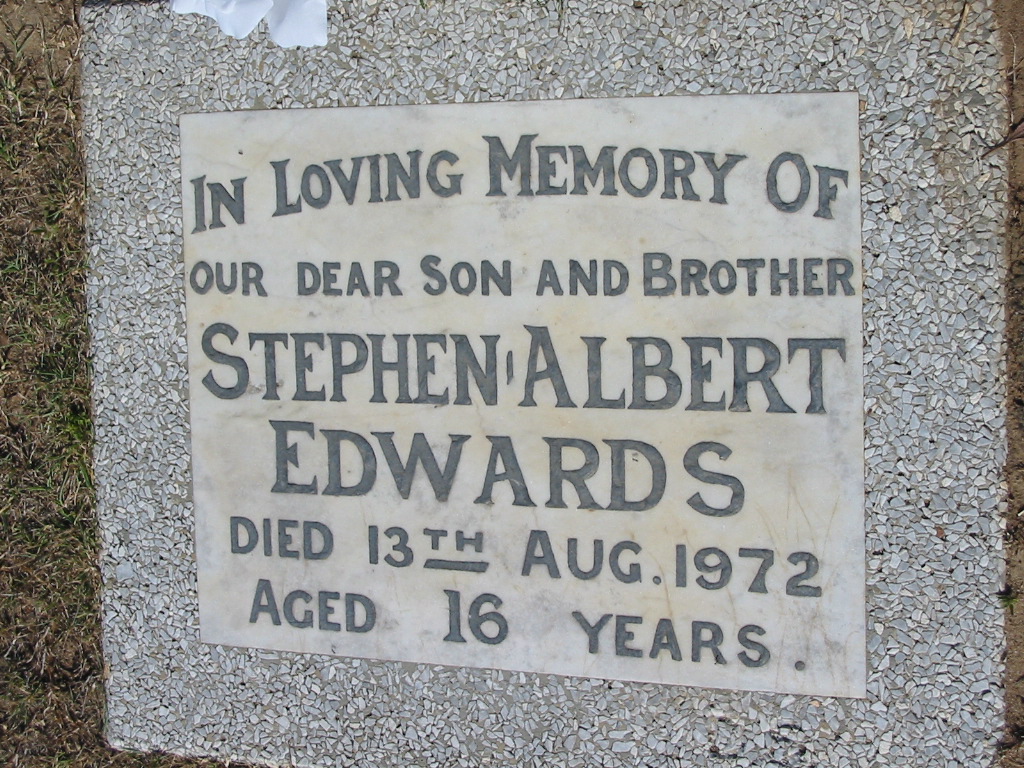 IN LOVING MEMORY OF
OUR DEAR SON AND BROTHER
STEPHEN ALBERT
EDWARDS
DIED 13TH AUG. 1972
AGED 16 YEARS.